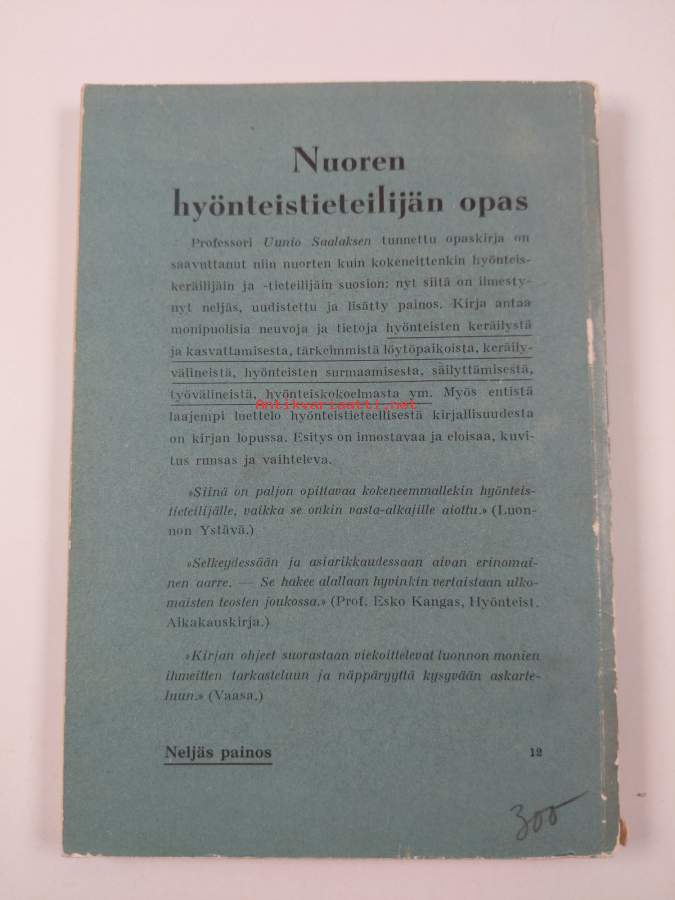 Nuoren
hyönteistieteilijän opas
Professori Uunio Saalaksen tunnettu opaskirja on
saavuttanut niin nuorten kuin kokeneittenkin hyönteis-
keräilijäin ja -tieteilijäin suosion: nyt siitä on ilmesty-
nyt neljäs, uudistettu ja lisätty painos. Kirja antaa
monipuolisia neuvoja ja tietoja hyönteisten keräilystä
ja kasvattamisesta, tärkeimmistä löytöpaikoista, keräily-
välineistä, hyönteisten surmaamisesta, säilyttämisestä,
työvälineistä, hyönteiskokoelmasta ym. Myös entistä
Antikvariaatti.net
laajempi luettelo hyönteistieteellisestä kirjallisuudesta
on kirjan lopussa. Esitys on innostavaa ja eloisaa, kuvi-
tus runsas ja vaihteleva.
»Siinä on paljon opittavaa kokeneemmallekin hyönteis-
tieteilijälle, vaikka se onkin vasta-alkajille aiottu.» (Luon-
non Ystävä.)
»Selkeydessään ja asiarikkaudessaan aivan erinomai-
nen aarre. — Se hakee alallaan hyvinkin vertaistaan ulko-
maisten teosten joukossa.» (Prof. Esko Kangas, Hyönteist.
Aikakauskirja.)
»Kirjan ohjeet suorastaan viekoittelevat luonnon monien
ihmeitten tarkasteluun ja näppäryyttä kysyvään askarte-
luun.» (Vaasa.)
Neljäs painos 12
300